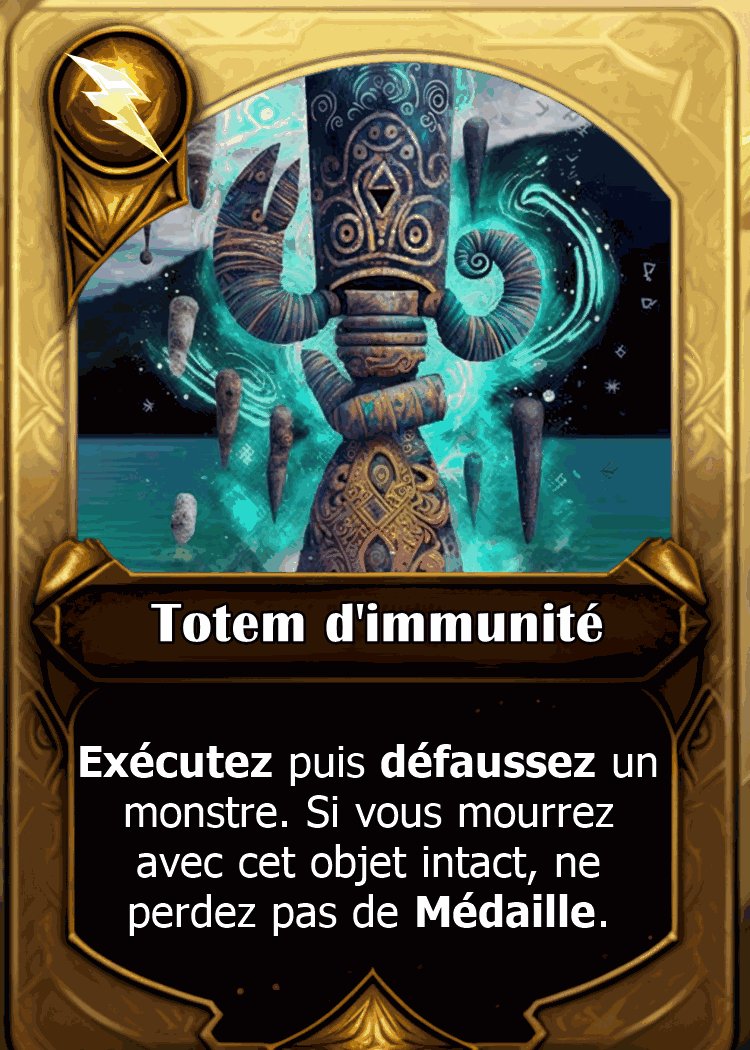 Totem d'immunité
Exécutez puis défaussez un
monstre. Si vous mourrez
avec cet objet intact, ne
perdez pas de Médaille.